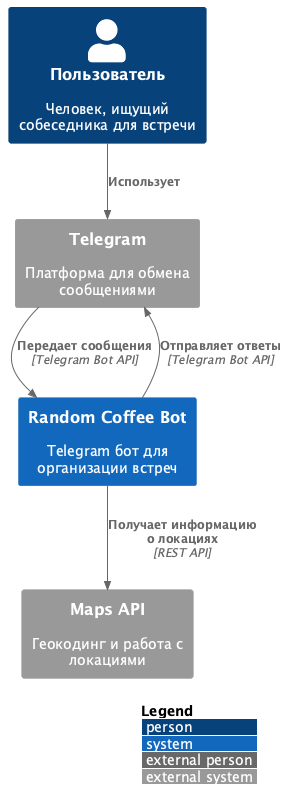 Пользователь
Человек, ищущий
собеседника для встречи
Использует
Telegram
Платформа для обмена
сообщениями
Передает сообщения
[Telegram Bot API]
Отправляет ответы
[Telegram Bot API]
Random Coffee Bot
Telegram бот для
организации встреч
Получает информацию
о локациях
[REST API]
Maps API
Геокодинг и работа с
локациями
Legend
person
system
external person
external system